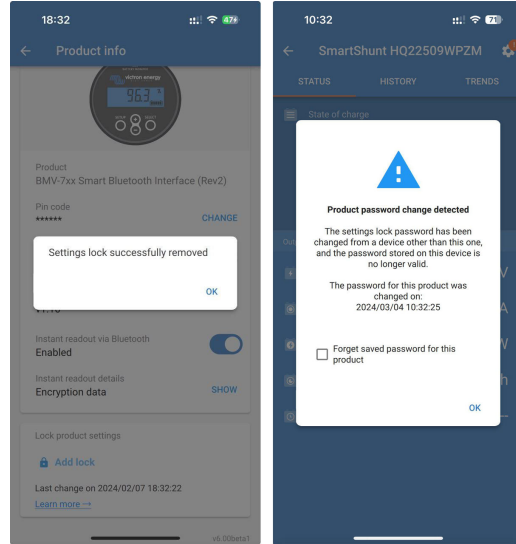 18:32
47
Product info
victron energy
96.3
Product
BMV-7xx Smart Bluetooth Interface (Rev2)
Pin code
******
CHANGE
Settings lock successfully removed
OK
Instant readout via Bluetooth
Enabled
Instant readout details
Encryption data
SHOW
Lock product settings
Add lock
Last change on 2024/02/07 18:32:22
Learn more →
v6.00beta1
10:32
71
SmartShunt HQ22509WPZM
STATUS
HISTORY
TRENDS
State of charge
Product password change detected
The settings lock password has been
changed from a device other than this one,
and the password stored on this device is
no longer valid.
The password for this product was
changed on:
2024/03/04 10:32:25
Forget saved password for this
product
OK
V
A
W
h